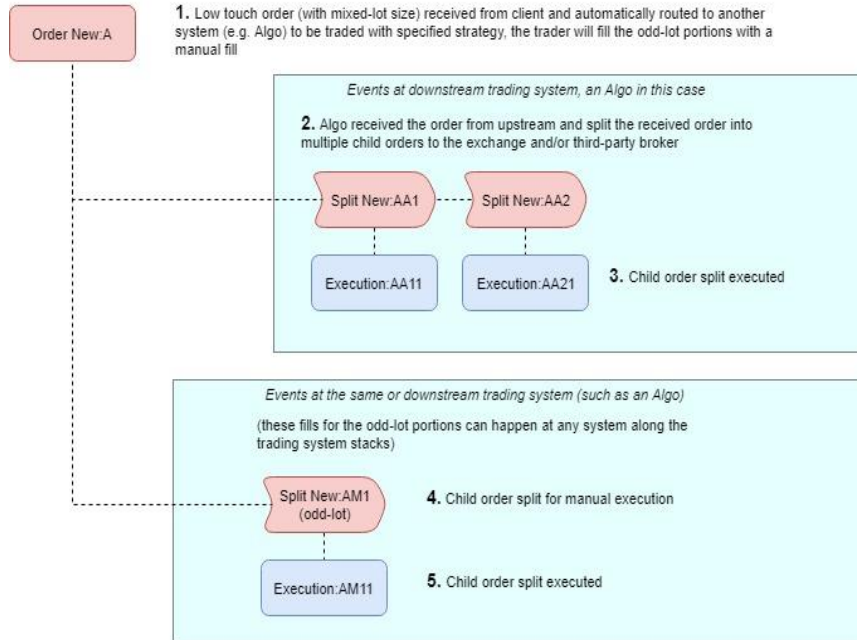 1. Low touch order (with mixed-lot size) received from client and automatically routed to another
system (e.g. Algo) to be traded with specified strategy, the trader will fill the odd-lot portions with a
manual fill
Order New:A
Events at downstream trading system, an Algo in this case
2. Algo received the order from upstream and split the received order into
multiple child orders to the exchange and/or third-party broker
Split New:AA1
Split New:AA2
Execution:AA11
Execution:AA21
3. Child order split executed
Events at the same or downstream trading system (such as an Algo)
(these fills for the odd-lot portions can happen at any system along the
trading system stacks)
Split New:AM1
(odd-lot)
4. Child order split for manual execution
Execution:AM11
5. Child order split executed